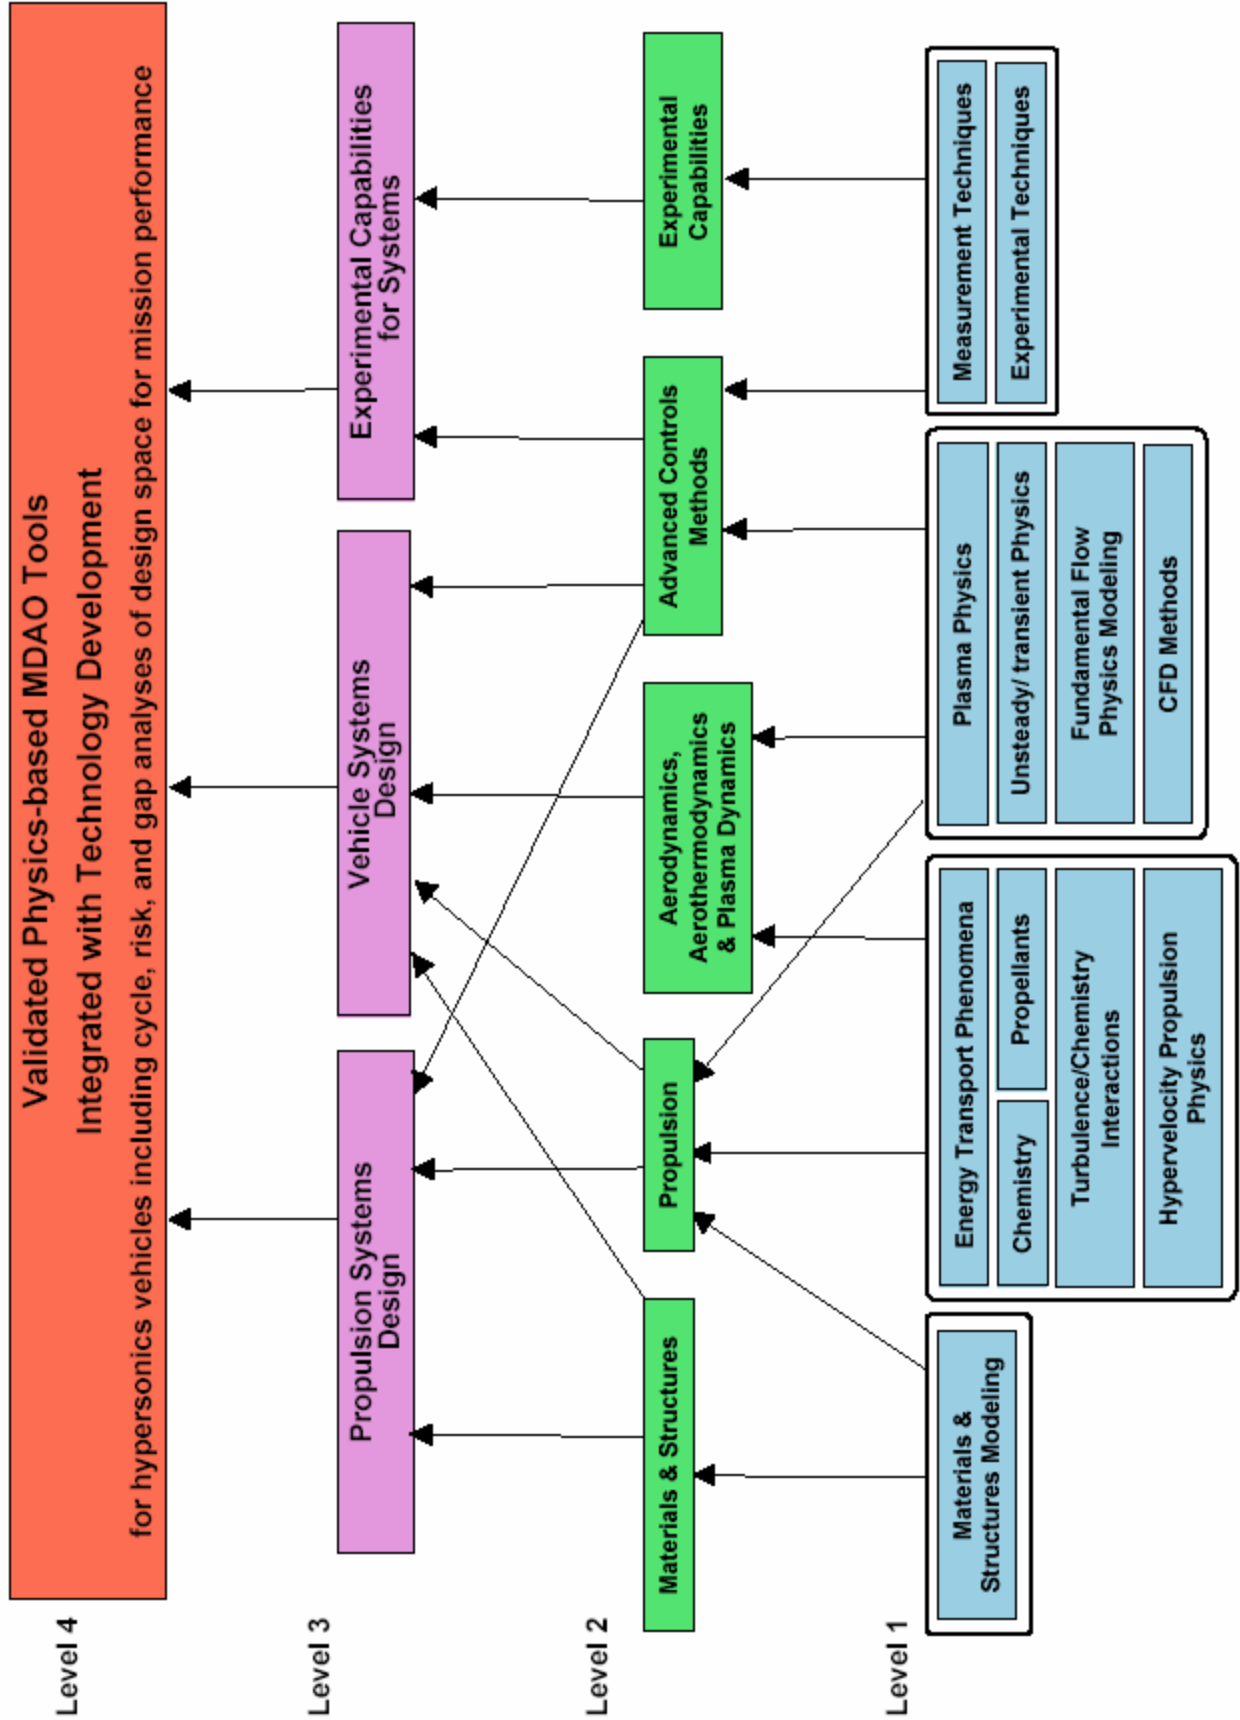 Level 4
Validated Physics-based MDAO Tools
Integrated with Technology Development
for hypersonics vehicles including cycle, risk, and gap analyses of design space for mission performance
Level 3
Propulsion Systems
Design
Vehicle Systems
Design
Experimental Capabilities
for Systems
Level 2
Materials & Structures
Propulsion
Aerodynamics,
Aerothermodynamics
& Plasma Dynamics
Advanced Controls
Methods
Experimental
Capabilities
Level 1
Materials &
Structures Modeling
Energy Transport Phenomena
Chemistry
Propellants
Turbulence/Chemistry
Interactions
Hypervelocity Propulsion
Physics
Plasma Physics
Unsteady/ transient Physics
Fundamental Flow
Physics Modeling
CFD Methods
Measurement Techniques
Experimental Techniques